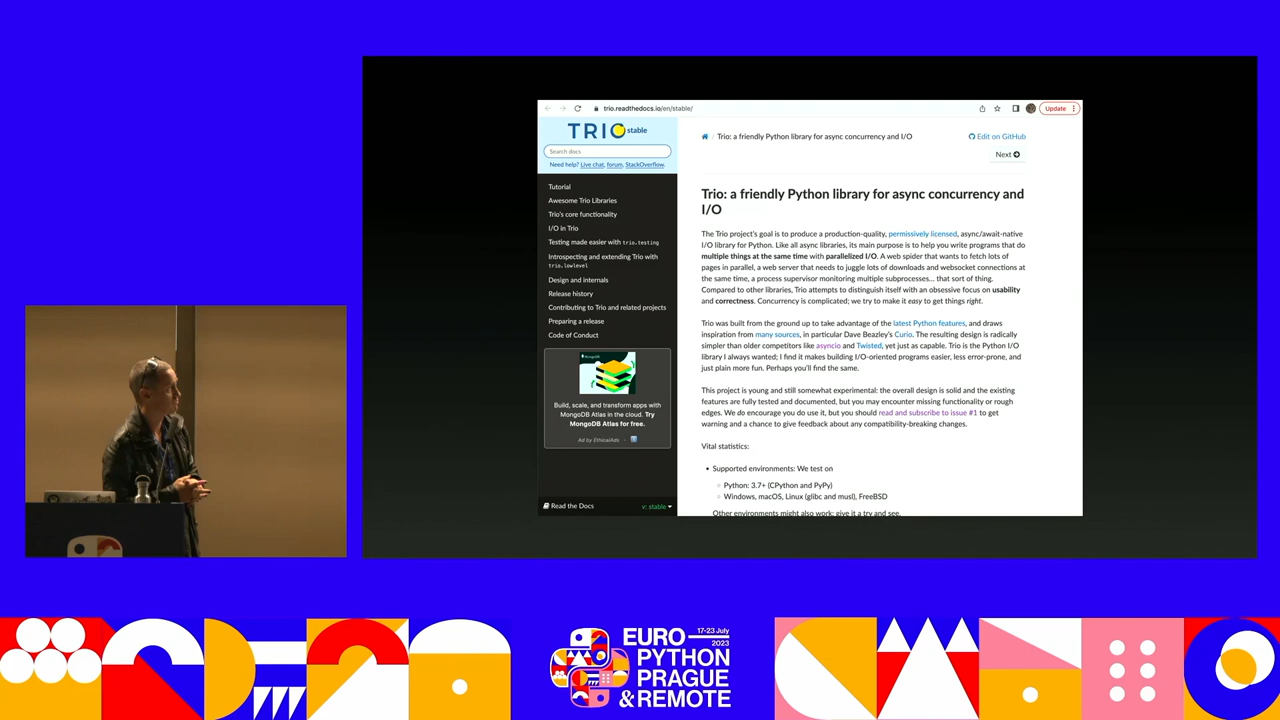 trio.readthedocs.io/en/stable/
Update
TRIO stable
Search docs
Need help? Live chat, forum, StackOverflow.
Tutorial
Awesome Trio Libraries
Trio's core functionality
I/O in Trio
Testing made easier with trio.testing
Introspecting and extending Trio with
trio.lowlevel
Design and internals
Release history
Contributing to Trio and related projects
Preparing a release
Code of Conduct
MongoDB
Build, scale, and transform apps with
MongoDB Atlas in the cloud. Try
MongoDB Atlas for free.
Ad by EthicalAds
Read the Docs
v: stable
/ Trio: a friendly Python library for async concurrency and I/O
Edit on GitHub
Next
Trio: a friendly Python library for async concurrency and
I/O
The Trio project's goal is to produce a production-quality, permissively licensed, async/await-native
I/O library for Python. Like all async libraries, its main purpose is to help you write programs that do
multiple things at the same time with parallelized I/O. A web spider that wants to fetch lots of
pages in parallel, a web server that needs to juggle lots of downloads and websocket connections at
the same time, a process supervisor monitoring multiple subprocesses... that sort of thing.
Compared to other libraries, Trio attempts to distinguish itself with an obsessive focus on usability
and correctness. Concurrency is complicated; we try to make it easy to get things right.
Trio was built from the ground up to take advantage of the latest Python features, and draws
inspiration from many sources, in particular Dave Beazley's Curio. The resulting design is radically
simpler than older competitors like asyncio and Twisted, yet just as capable. Trio is the Python I/O
library I always wanted; I find it makes building I/O-oriented programs easier, less error-prone, and
just plain more fun. Perhaps you'll find the same.
This project is young and still somewhat experimental: the overall design is solid and the existing
features are fully tested and documented, but you may encounter missing functionality or rough
edges. We do encourage you do use it, but you should read and subscribe to issue #1 to get
warning and a chance to give feedback about any compatibility-breaking changes.
Vital statistics:
• Supported environments: We test on
Python: 3.7+ (CPython and PyPy)
Windows, macOS, Linux (glibc and musl), FreeBSD
Other environments might also work; give it a try and see.
EURO 17-23 July
2023
PYTHON
PRAGUE
& REMOTE